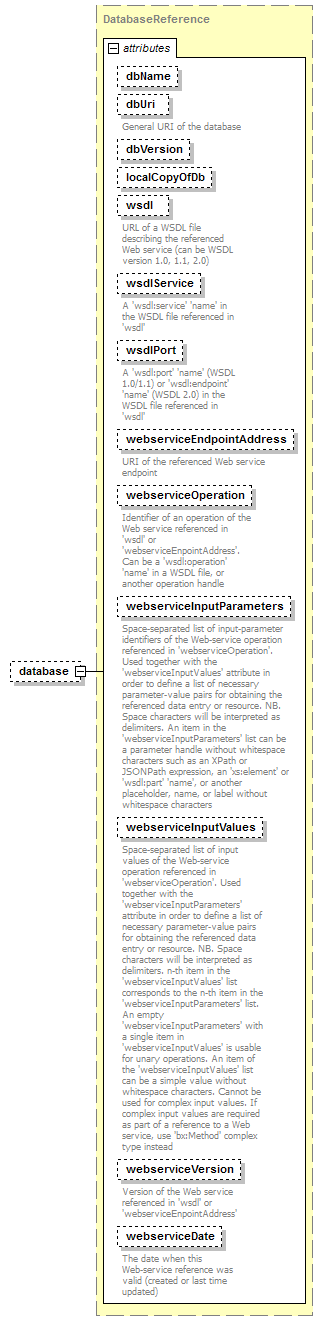 DatabaseReference
attributes
dbName
dbUri
General URI of the database
dbVersion
localCopyOfDb
wsdl
URL of a WSDL file
describing the referenced
Web service (can be WSDL
version 1.0, 1.1, 2.0)
wsdlService
A 'wsdl:service' 'name' in
the WSDL file referenced in
'wsdl'
wsdlPort
A 'wsdl:port' 'name' (WSDL
1.0/1.1) or 'wsdl:endpoint'
'name' (WSDL 2.0) in the
WSDL file referenced in
'wsdl'
webserviceEndpointAddress
URI of the referenced Web service
endpoint
webserviceOperation
Identifier of an operation of the
Web service referenced in
'wsdl' or
'webserviceEnpointAddress'.
Can be a 'wsdl:operation'
'name' in a WSDL file, or
another operation handle
webserviceInputParameters
Space-separated list of input-parameter
identifiers of the Web-service operation
referenced in 'webserviceOperation'.
Used together with the
'webserviceInputValues' attribute in
order to define a list of necessary
parameter-value pairs for obtaining the
referenced data entry or resource. NB.
Space characters will be interpreted as
delimiters. An item in the
'webserviceInputParameters' list can be
a parameter handle without whitespace
characters such as an XPath or
JSONPath expression, an 'xs:element' or
'wsdl:part' 'name', or another
placeholder, name, or label without
whitespace characters
database
webserviceInputValues
Space-separated list of input
values of the Web-service
operation referenced in
'webserviceOperation'. Used
together with the
'webserviceInputParameters'
attribute in order to define a list of
necessary parameter-value pairs
for obtaining the referenced data
entry or resource. NB. Space
characters will be interpreted as
delimiters. n-th item in the
'webserviceInputValues' list
corresponds to the n-th item in the
'webserviceInputParameters' list.
An empty
'webserviceInputParameters' with
a single item in
'webserviceInputValues' is usable
for unary operations. An item of
the 'webserviceInputValues' list
can be a simple value without
whitespace characters. Cannot be
used for complex input values. If
complex input values are required
as part of a reference to a Web
service, use 'bx:Method' complex
type instead
webserviceVersion
Version of the Web service
referenced in 'wsdl' or
'webserviceEnpointAddress'
webserviceDate
The date when this
Web-service reference was
valid (created or last time
updated)